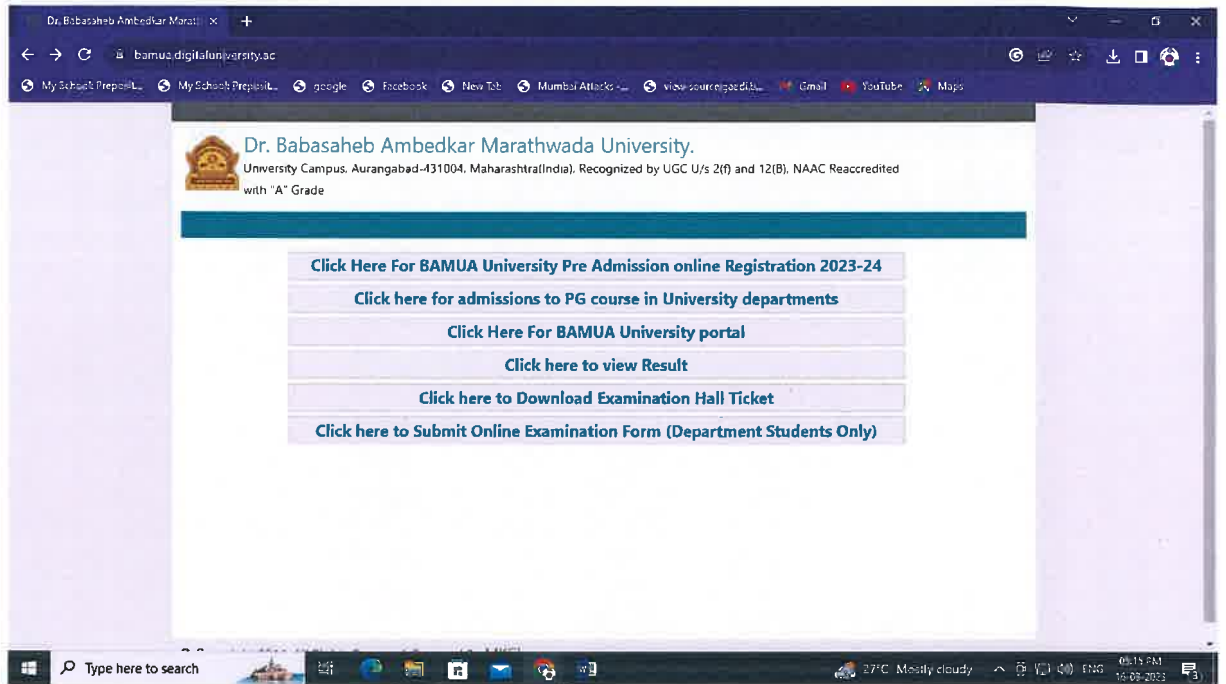 Dr. Babasaheb Ambedkar Marat
bamua.digitaluniversity.ac
My School Preposit... My School Preposit... google Facebook New Tab Mumbai Attacks -... Gmail YouTube Maps
Dr. Babasaheb Ambedkar Marathwada University.
University Campus, Aurangabad-431004, Maharashtra(India), Recognized by UGC U/s 2(f) and 12(B), NAAC Reaccredited
with "A" Grade
Click Here For BAMUA University Pre Admission online Registration 2023-24
Click here for admissions to PG course in University departments
Click Here For BAMUA University portal
Click here to view Result
Click here to Download Examination Hall Ticket
Click here to Submit Online Examination Form (Department Students Only)
Type here to search 27°C Mostly cloudy ENG